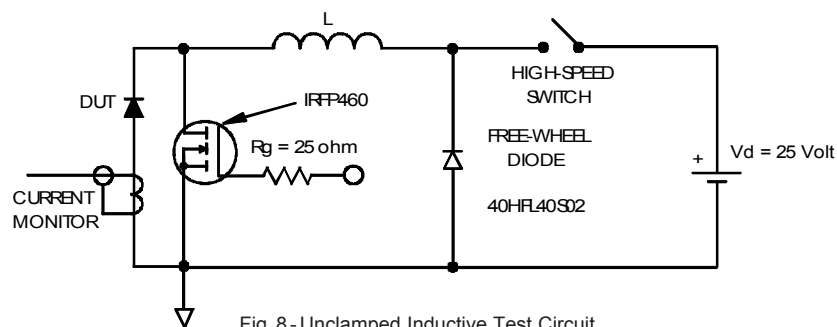 L
HIGH-SPEED
SWITCH
DUT
IRFP460
Rg = 25 ohm
FREE-WHEEL
DIODE
+
Vd = 25 Volt
CURRENT
MONITOR
40HFL40S02
Fig. 8 - Unclamped Inductive Test Circuit